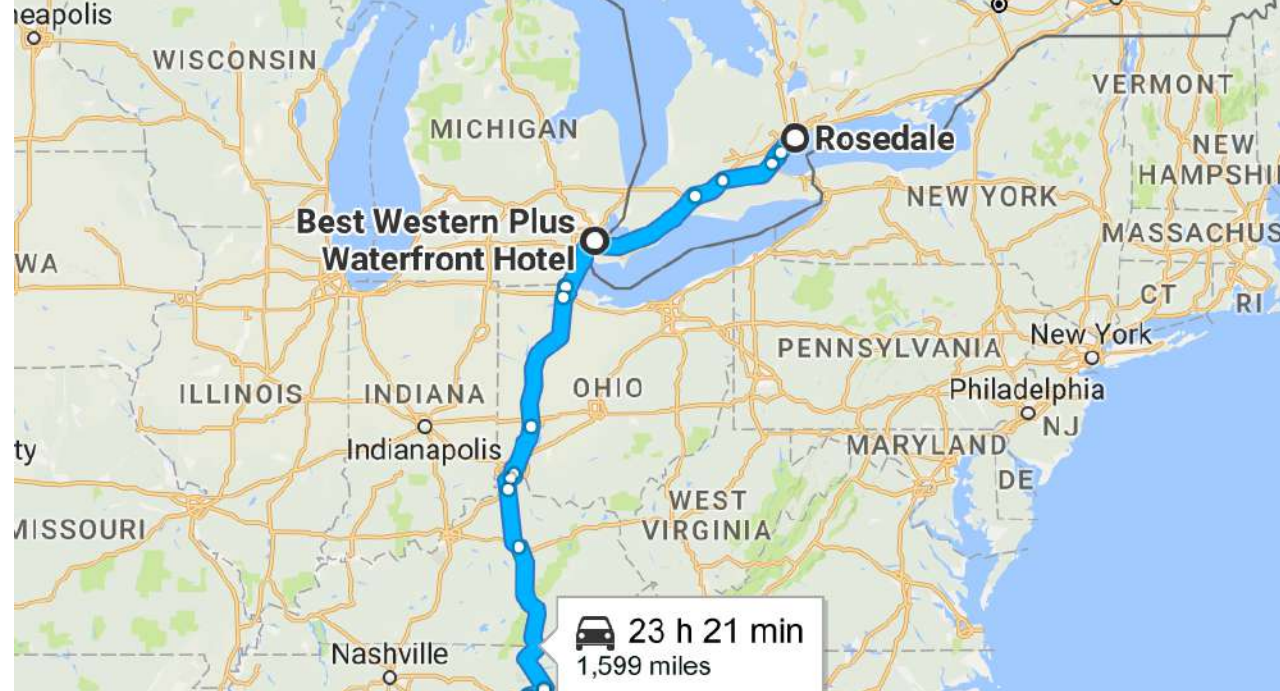 neapolis
WISCONSIN
VERMONT
MICHIGAN
Rosedale
NEW
HAMPSHI
NEW YORK
Best Western Plus
Waterfront Hotel
MASSACHUS
WA
CT
RI
New York
PENNSYLVANIA
ILLINOIS
INDIANA
OHIO
Philadelphia
NJ
Indianapolis
MARYLAND
ty
DE
WEST
VIRGINIA
MISSOURI
23 h 21 min
1,599 miles
Nashville